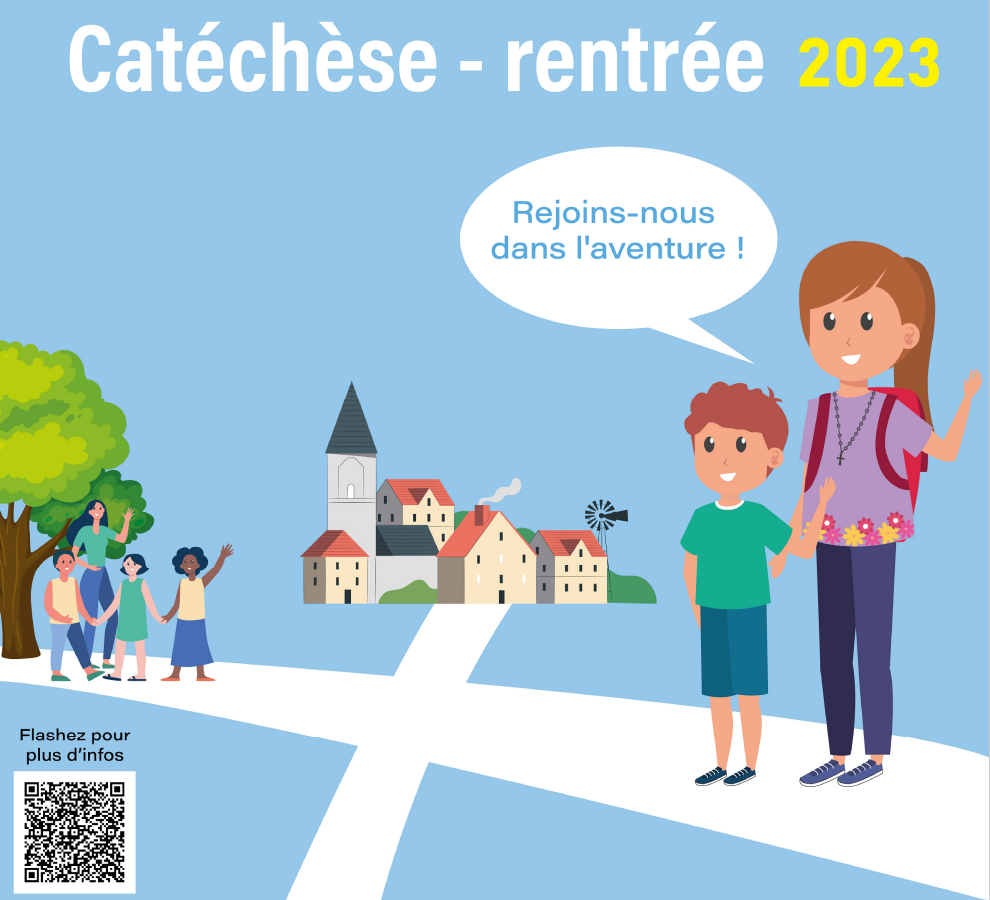 Catéchèse - rentrée 2023
Rejoins-nous
dans l'aventure !
Flashez pour
plus d’infos